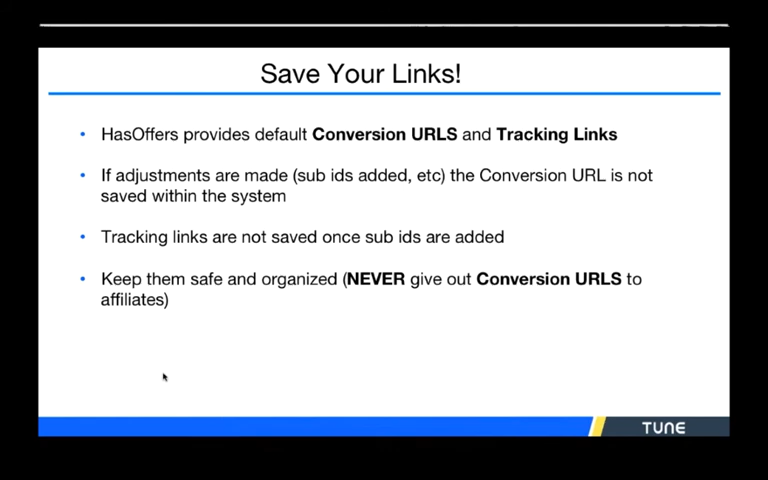 Save Your Links!
• HasOffers provides default Conversion URLS and Tracking Links
• If adjustments are made (sub ids added, etc) the Conversion URL is not
saved within the system
• Tracking links are not saved once sub ids are added
• Keep them safe and organized (NEVER give out Conversion URLS to
affiliates)
TUNE